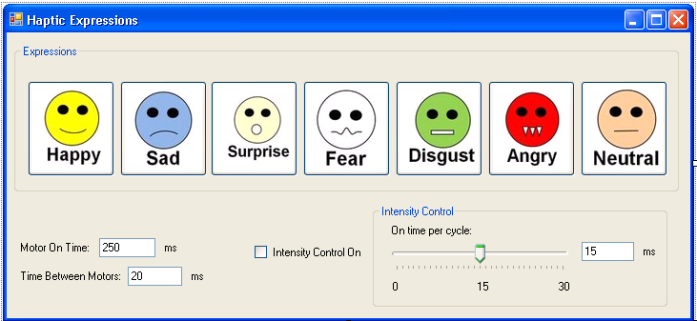 Haptic Expressions
Expressions
Happy
Sad
Surprise
Fear
Disgust
Angry
Neutral
Intensity Control
On time per cycle:
Motor On Time: 250 ms
Intensity Control On
15 ms
Time Between Motors: 20 ms
0 15 30